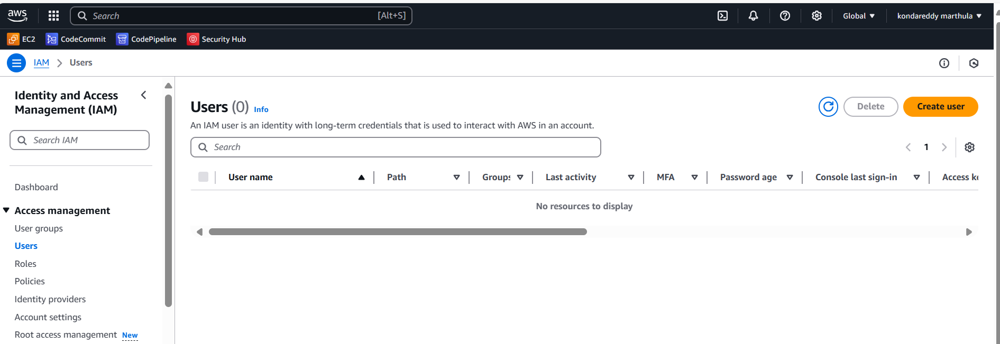 aws Search [Alt+S] Global kondareddy marthula
EC2 CodeCommit CodePipeline Security Hub
IAM Users
Identity and Access
Management (IAM)
Search IAM
Dashboard
Access management
User groups
Users
Roles
Policies
Identity providers
Account settings
Root access management New
Users (0) Info
Delete
Create user
An IAM user is an identity with long-term credentials that is used to interact with AWS in an account.
Search
1
User name Path Groups Last activity MFA Password age Console last sign-in Access ke
No resources to display